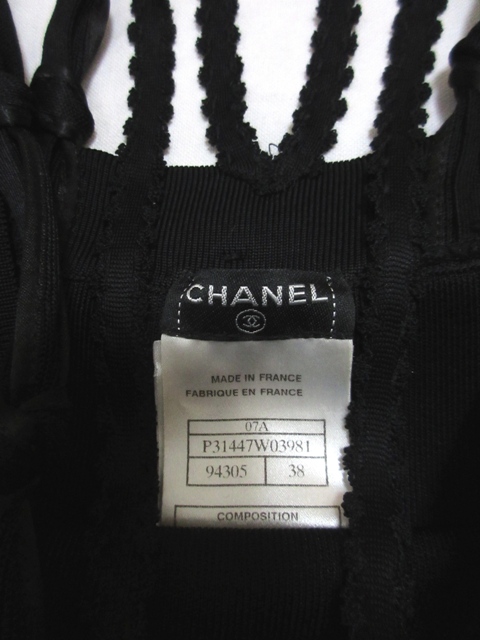 CHANEL
MADE IN FRANCE
FABRIQUE EN FRANCE
07A
P31447W03981
94305 38
COMPOSITION